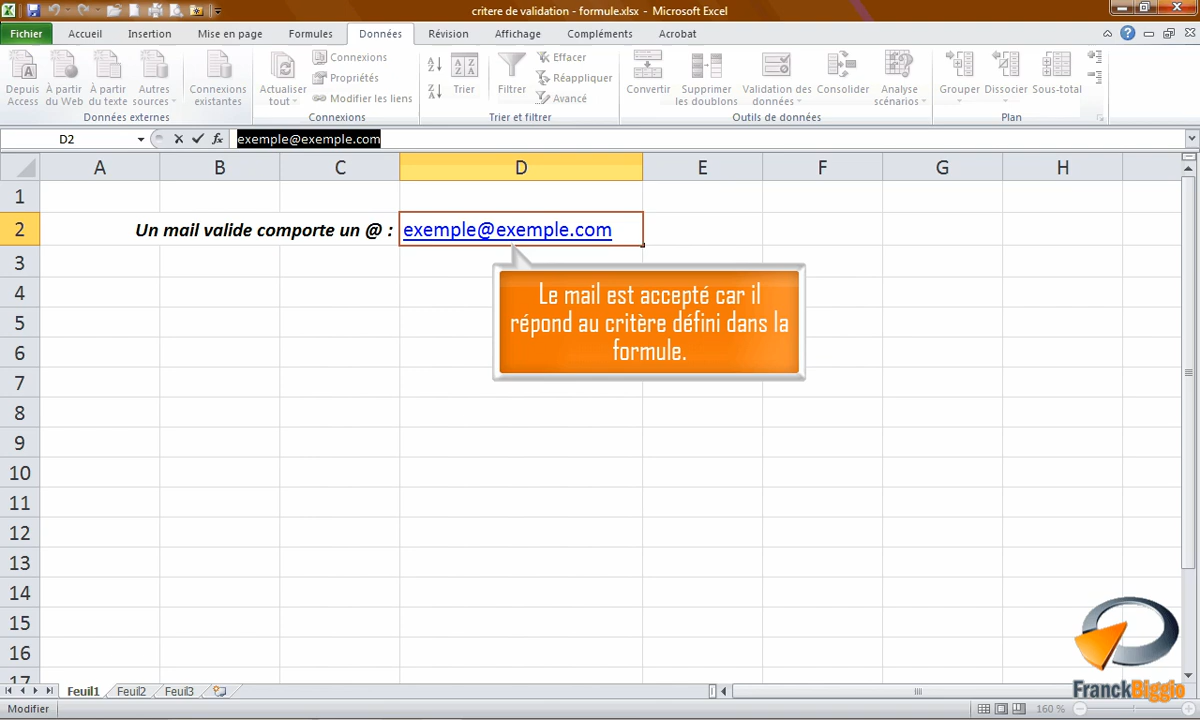 critere de validation - formule.xlsx - Microsoft Excel
Fichier Accueil Insertion Mise en page Formules Données Révision Affichage Compléments Acrobat
Depuis Access
À partir du Web
À partir du texte
Autres sources
Connexions existantes
Données externes
Actualiser tout
Connexions
Propriétés
Modifier les liens
Connexions
Trier
Filtrer
Effacer
Réappliquer
Avancé
Trier et filtrer
Convertir
Supprimer les doublons
Validation des données
Consolider
Analyse scénarios
Outils de données
Grouper
Dissocier
Sous-total
Plan
D2 fx exemple@exemple.com
A B C D E F G H
1
2 Un mail valide comporte un @ : exemple@exemple.com
3
Le mail est accepté car il
répond au critère défini dans la
formule.
4
5
6
7
8
9
10
11
12
13
14
15
16
17
FranckBiggio
Feuil1 Feuil2 Feuil3
Modifier 160 %